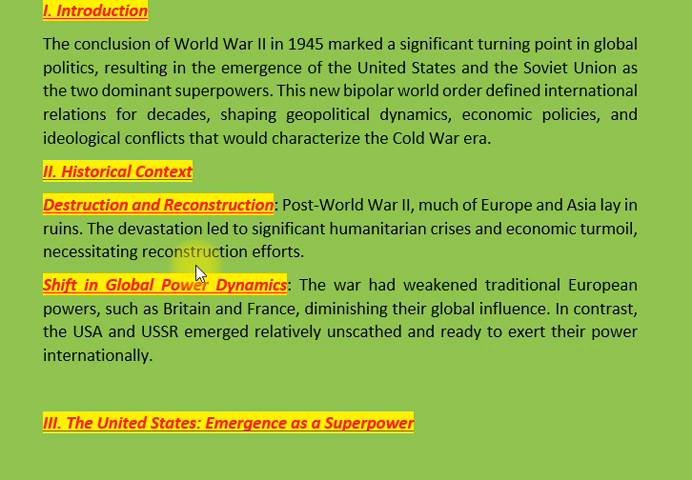 I. Introduction
The conclusion of World War II in 1945 marked a significant turning point in global
politics, resulting in the emergence of the United States and the Soviet Union as
the two dominant superpowers. This new bipolar world order defined international
relations for decades, shaping geopolitical dynamics, economic policies, and
ideological conflicts that would characterize the Cold War era.
II. Historical Context
Destruction and Reconstruction: Post-World War II, much of Europe and Asia lay in
ruins. The devastation led to significant humanitarian crises and economic turmoil,
necessitating reconstruction efforts.
Shift in Global Power Dynamics: The war had weakened traditional European
powers, such as Britain and France, diminishing their global influence. In contrast,
the USA and USSR emerged relatively unscathed and ready to exert their power
internationally.
III. The United States: Emergence as a Superpower